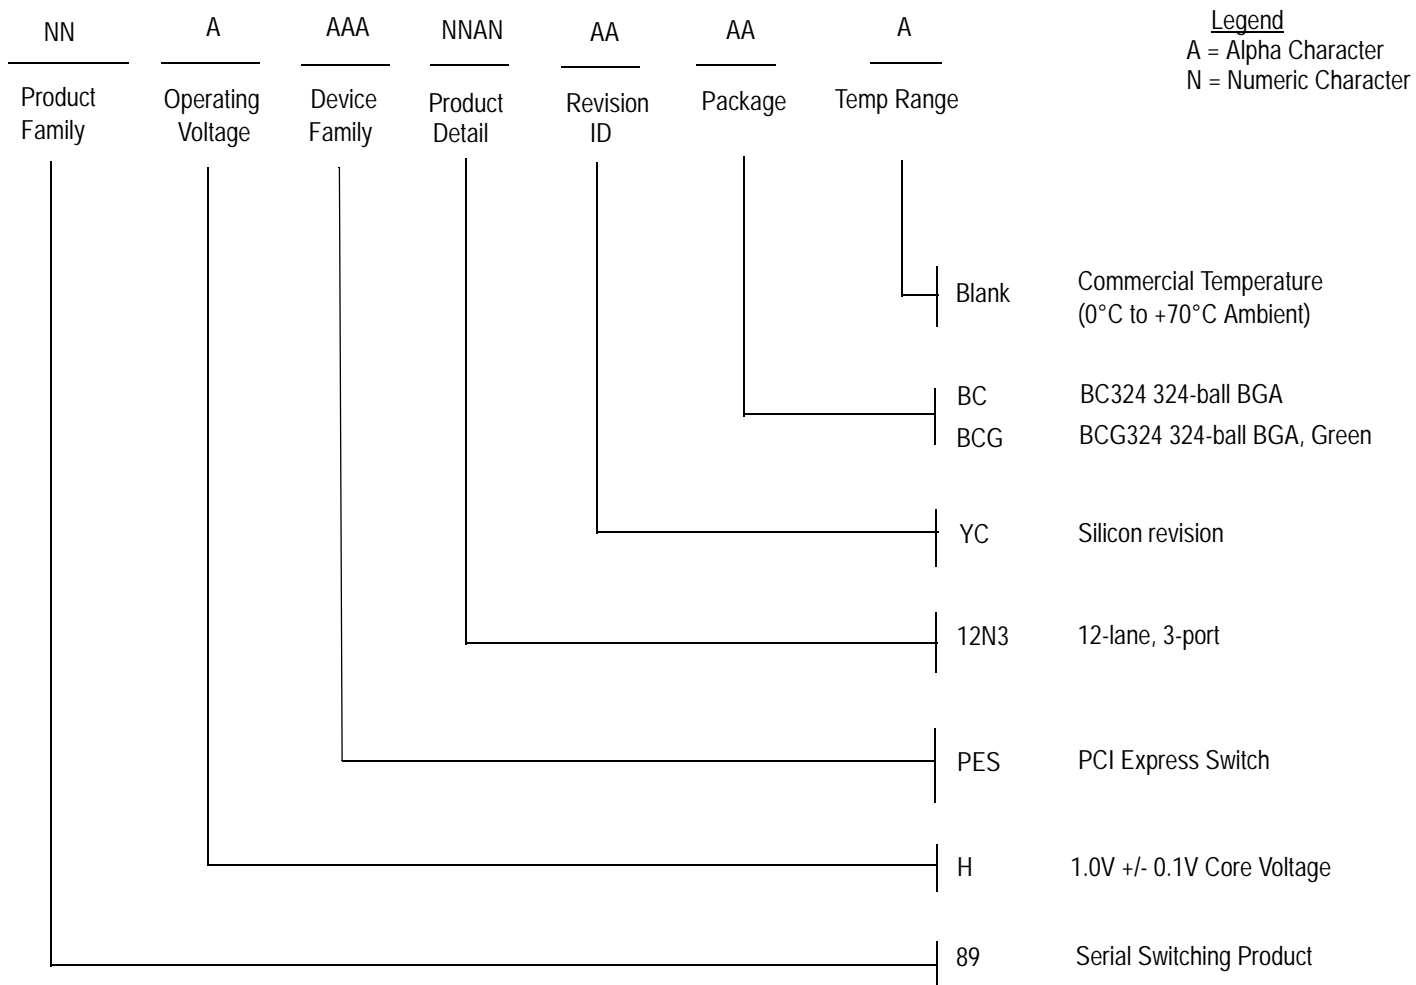 NN A AAA NNAN AA AA A
Legend
A = Alpha Character
N = Numeric Character
Product
Family
Operating
Voltage
Device
Family
Product
Detail
Revision
ID
Package
Temp Range
Blank Commercial Temperature
(0°C to +70°C Ambient)
BC BC324 324-ball BGA
BCG BCG324 324-ball BGA, Green
YC Silicon revision
12N3 12-lane, 3-port
PES PCI Express Switch
H 1.0V +/- 0.1V Core Voltage
89 Serial Switching Product